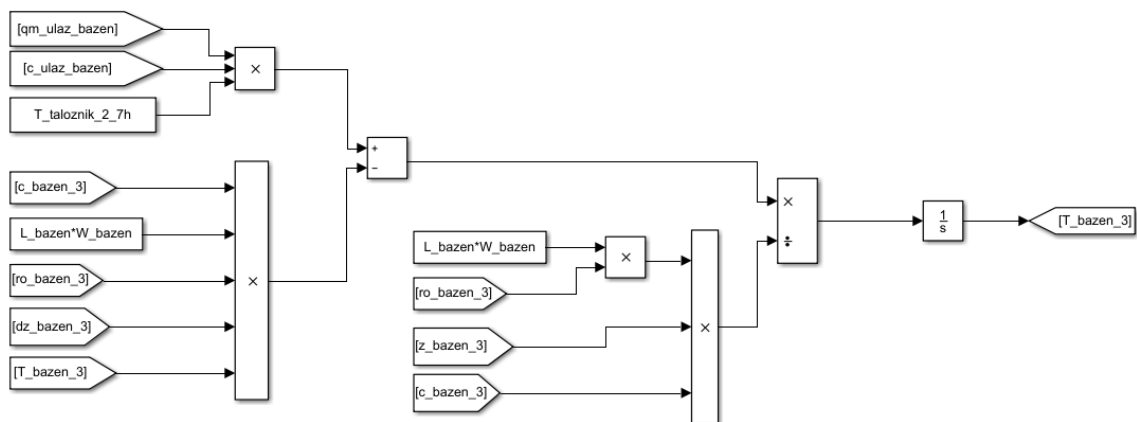 [qm_ulaz_bazen]
[c_ulaz_bazen]
T_taloznik_2_7h
×
+
−
[c_bazen_3]
L_bazen*W_bazen
[ro_bazen_3]
[dz_bazen_3]
[T_bazen_3]
×
L_bazen*W_bazen
[ro_bazen_3]
×
[z_bazen_3]
[c_bazen_3]
×
×
÷
1
s
[T_bazen_3]